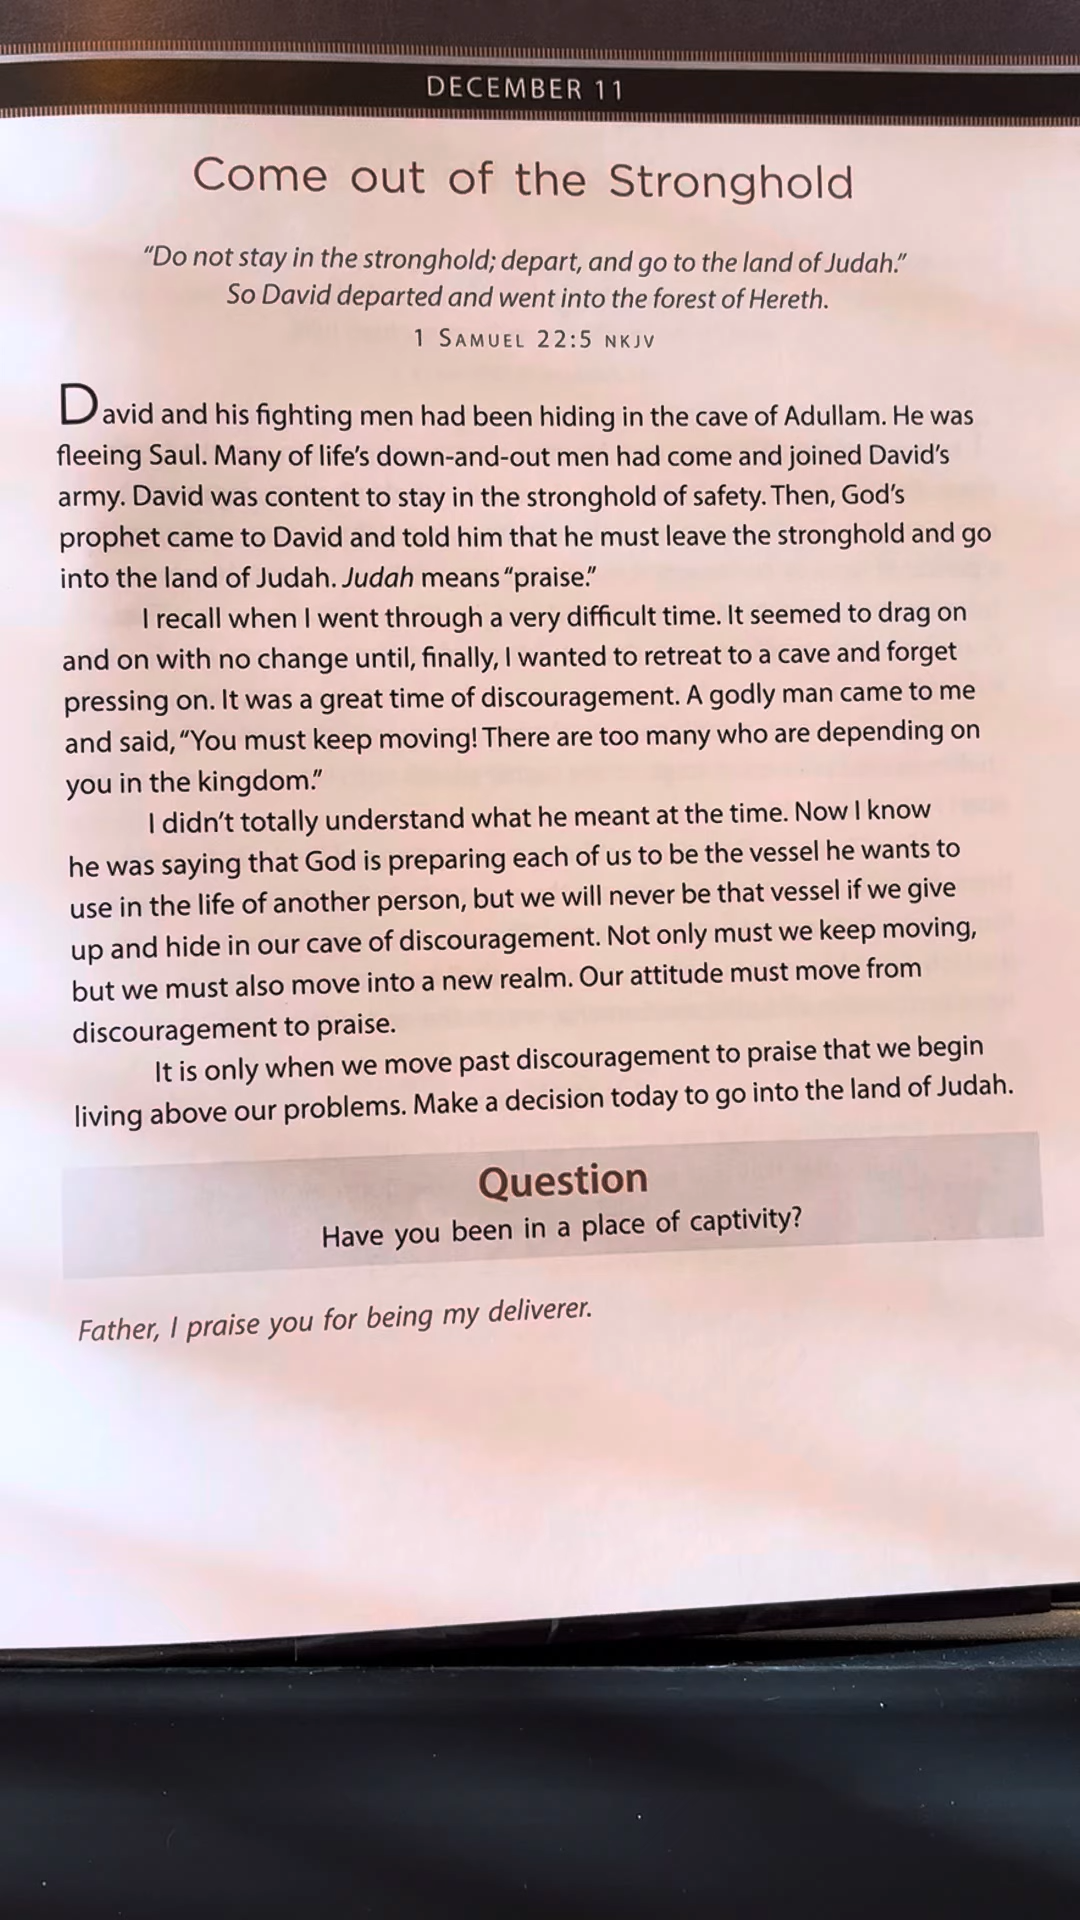 DECEMBER 11
Come out of the Stronghold
“Do not stay in the stronghold; depart, and go to the land of Judah.”
So David departed and went into the forest of Hereth.
1 SAMUEL 22:5 NKJV
David and his fighting men had been hiding in the cave of Adullam. He was
fleeing Saul. Many of life’s down-and-out men had come and joined David’s
army. David was content to stay in the stronghold of safety. Then, God’s
prophet came to David and told him that he must leave the stronghold and go
into the land of Judah. Judah means “praise.”
I recall when I went through a very difficult time. It seemed to drag on
and on with no change until, finally, I wanted to retreat to a cave and forget
pressing on. It was a great time of discouragement. A godly man came to me
and said, “You must keep moving! There are too many who are depending on
you in the kingdom.”
I didn’t totally understand what he meant at the time. Now I know
he was saying that God is preparing each of us to be the vessel he wants to
use in the life of another person, but we will never be that vessel if we give
up and hide in our cave of discouragement. Not only must we keep moving,
but we must also move into a new realm. Our attitude must move from
discouragement to praise.
It is only when we move past discouragement to praise that we begin
living above our problems. Make a decision today to go into the land of Judah.
Question
Have you been in a place of captivity?
Father, I praise you for being my deliverer.